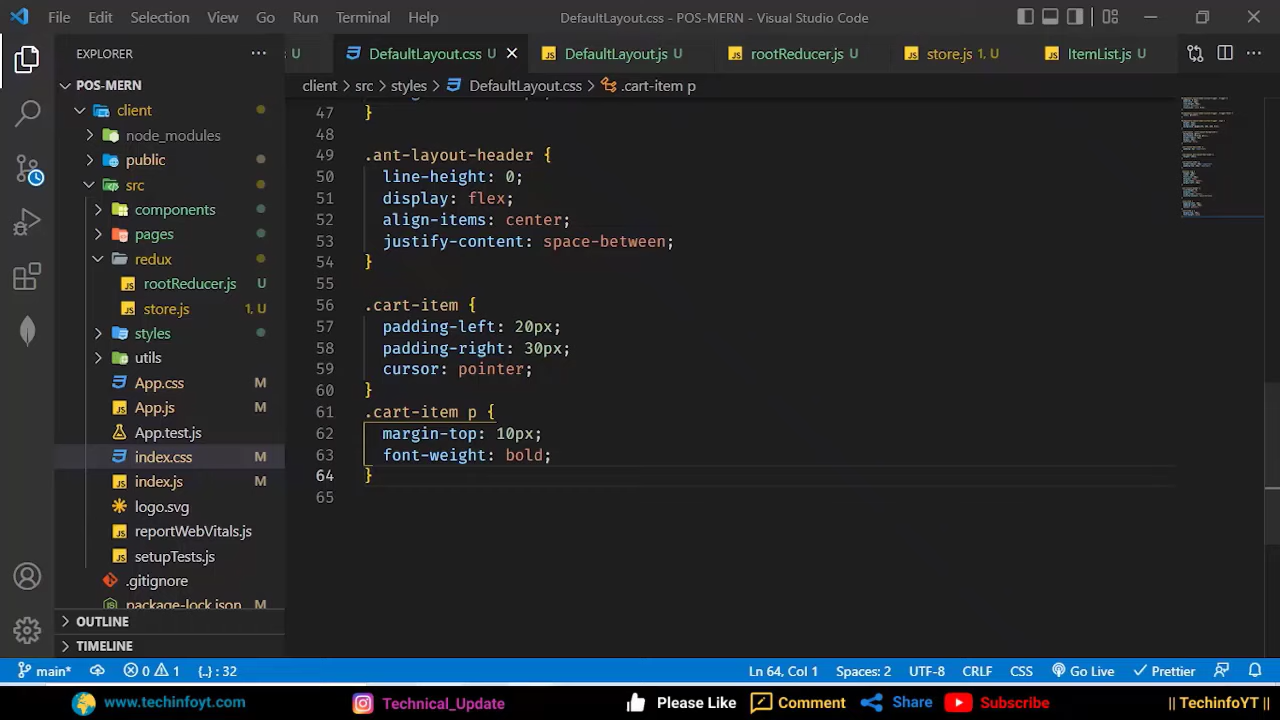 File Edit Selection View Go Run Terminal Help DefaultLayout.css - POS-MERN - Visual Studio Code
EXPLORER
U DefaultLayout.css U DefaultLayout.js U rootReducer.js U store.js 1, U ItemList.js U
POS-MERN
client > src > styles > DefaultLayout.css > .cart-item p
client
node_modules
public
src
components
pages
redux
rootReducer.js U
store.js 1, U
styles
utils
App.css M
App.js M
App.test.js
index.css M
index.js M
logo.svg
reportWebVitals.js
setupTests.js
.gitignore
package-lock.json M
OUTLINE
TIMELINE
47 }
48
49 .ant-layout-header {
50 line-height: 0;
51 display: flex;
52 align-items: center;
53 justify-content: space-between;
54 }
55
56 .cart-item {
57 padding-left: 20px;
58 padding-right: 30px;
59 cursor: pointer;
60 }
61 .cart-item p {
62 margin-top: 10px;
63 font-weight: bold;
64 }
65
main* 0 1 {..} : 32 Ln 64, Col 1 Spaces: 2 UTF-8 CRLF CSS Go Live Prettier
www.techinfoyt.com Technical_Update Please Like Comment Share Subscribe || TechinfoYT ||